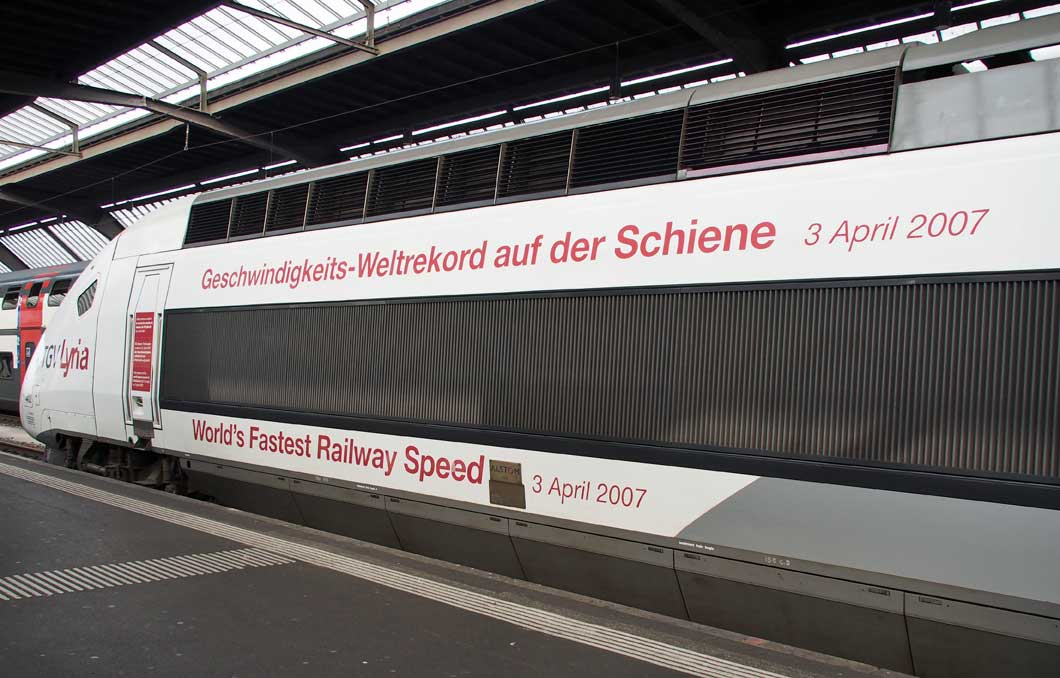 Geschwindigkeits-Weltrekord auf der Schiene 3 April 2007
TGV Lyria
World's Fastest Railway Speed ALSTOM 3 April 2007